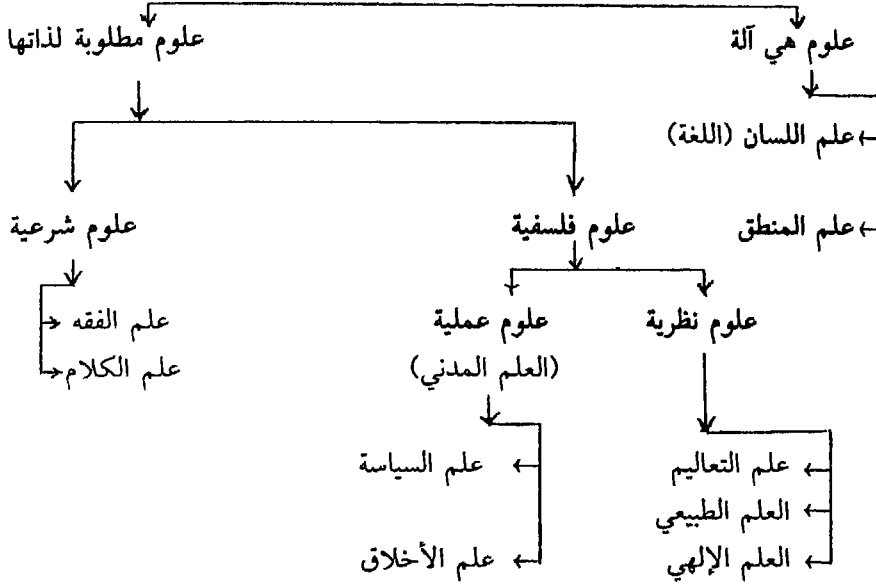 علوم هي آلة
علوم مطلوبة لذاتها
علم اللسان (اللغة)
علم المنطق
علوم فلسفية
علوم شرعية
علوم نظرية
علوم عملية
(العلم المدني)
علم الفقه
علم الكلام
علم التعاليم
العلم الطبيعي
العلم الإلهي
علم السياسة
علم الأخلاق